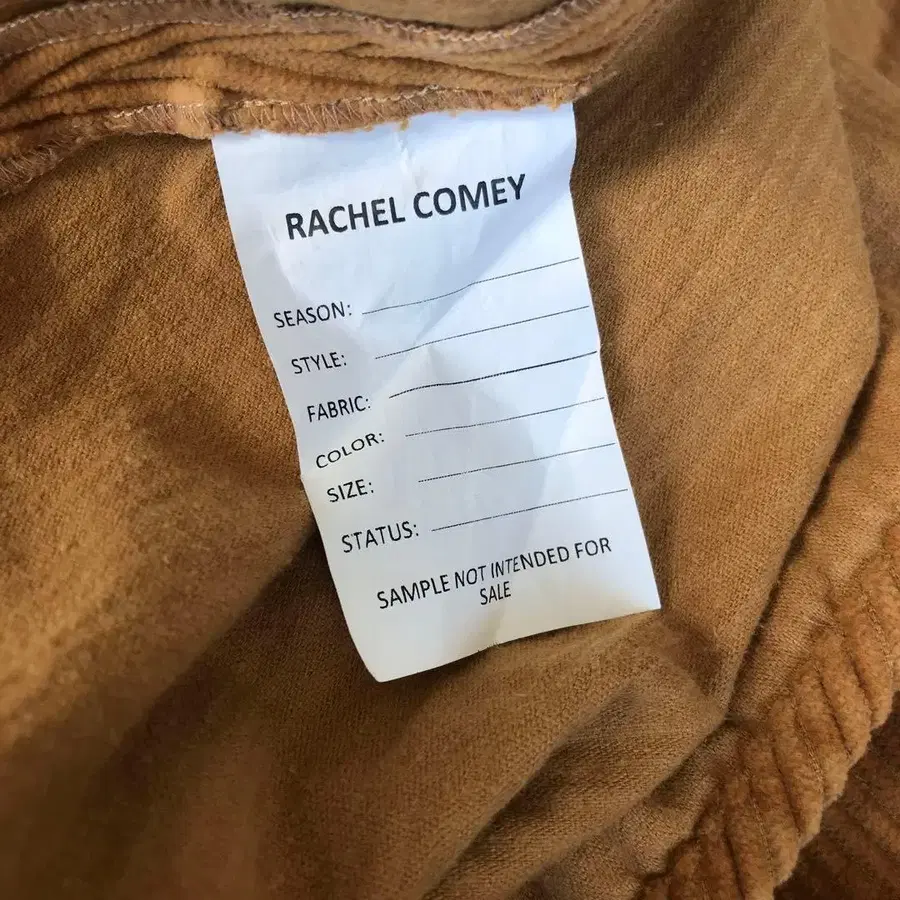 RACHEL COMEY
SEASON:
STYLE:
FABRIC:
COLOR:
SIZE:
STATUS:
SAMPLE NOT INTENDED FOR
SALE